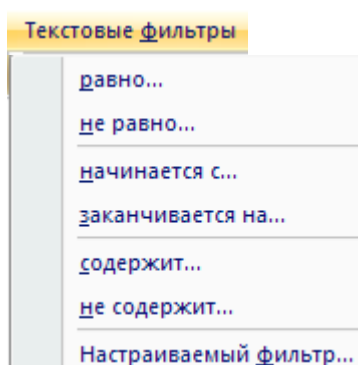 Текстовые фильтры
равно...
не равно...
начинается с...
заканчивается на...
содержит...
не содержит...
Настраиваемый фильтр...